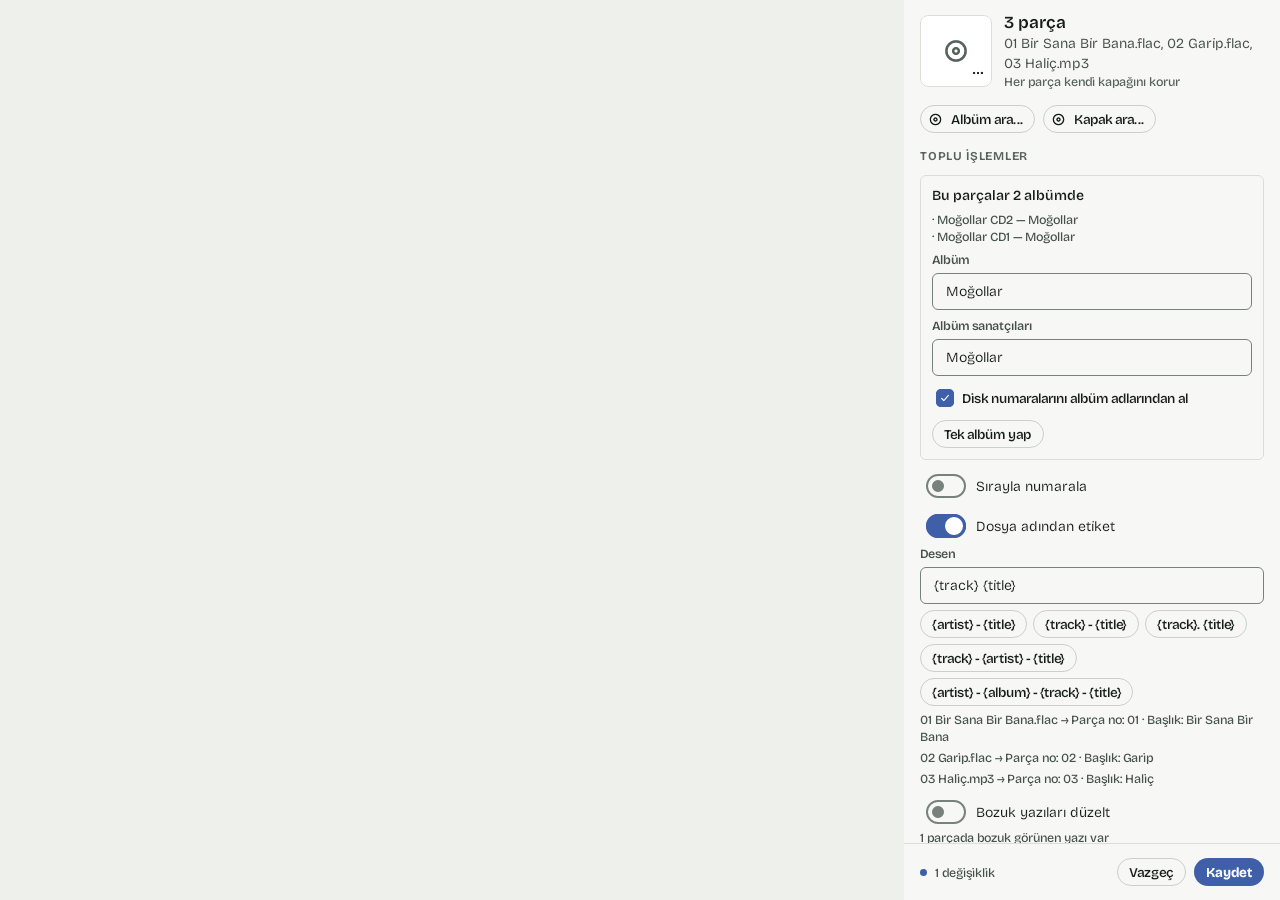 3 parça
01 Bir Sana Bir Bana.flac, 02 Garip.flac,
03 Haliç.mp3
Her parça kendi kapağını korur
Albüm ara...
Kapak ara...
TOPLU İŞLEMLER
Bu parçalar 2 albümde
· Moğollar CD2 — Moğollar
· Moğollar CD1 — Moğollar
Albüm
Moğollar
Albüm sanatçıları
Moğollar
Disk numaralarını albüm adlarından al
Tek albüm yap
Sırayla numarala
Dosya adından etiket
Desen
{track} {title}
{artist} - {title}
{track} - {title}
{track}. {title}
{track} - {artist} - {title}
{artist} - {album} - {track} - {title}
01 Bir Sana Bir Bana.flac → Parça no: 01 · Başlık: Bir Sana Bir
Bana
02 Garip.flac → Parça no: 02 · Başlık: Garip
03 Haliç.mp3 → Parça no: 03 · Başlık: Haliç
Bozuk yazıları düzelt
1 parçada bozuk görünen yazı var
1 değişiklik
Vazgeç
Kaydet